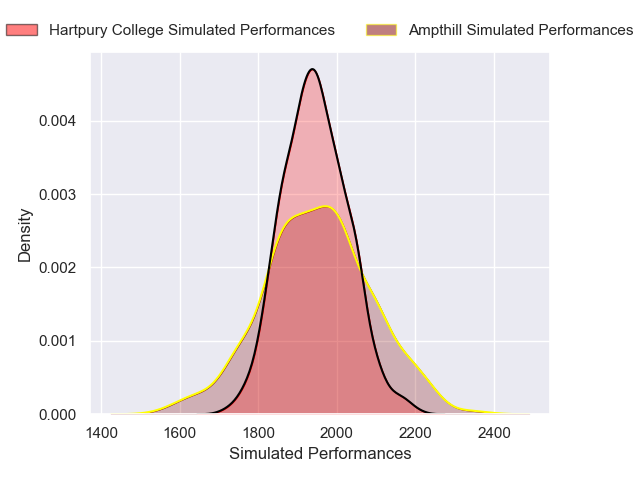 Hartpury College Simulated Performances
Ampthill Simulated Performances
0.004
0.003
0.002
0.001
0.000
Density
1400 1600 1800 2000 2200 2400
Simulated Performances